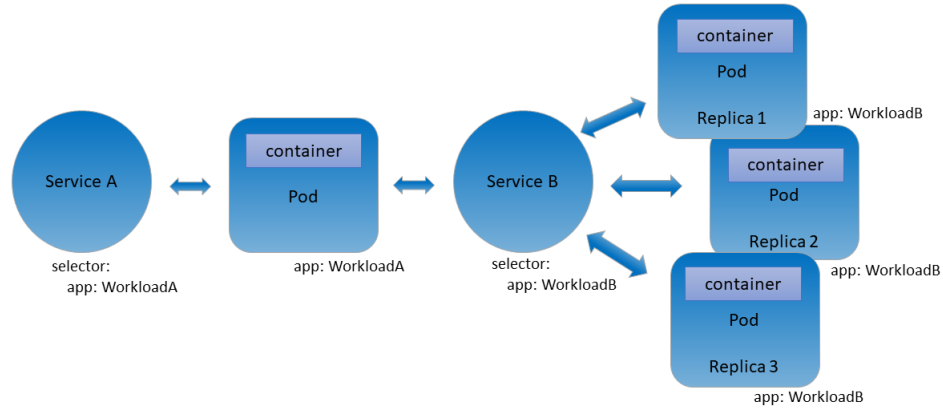 Service A
selector:
app: WorkloadA
container
Pod
app: WorkloadA
Service B
selector:
app: WorkloadB
container
Pod
Replica 1
app: WorkloadB
container
Pod
Replica 2
app: WorkloadB
container
Pod
Replica 3
app: WorkloadB